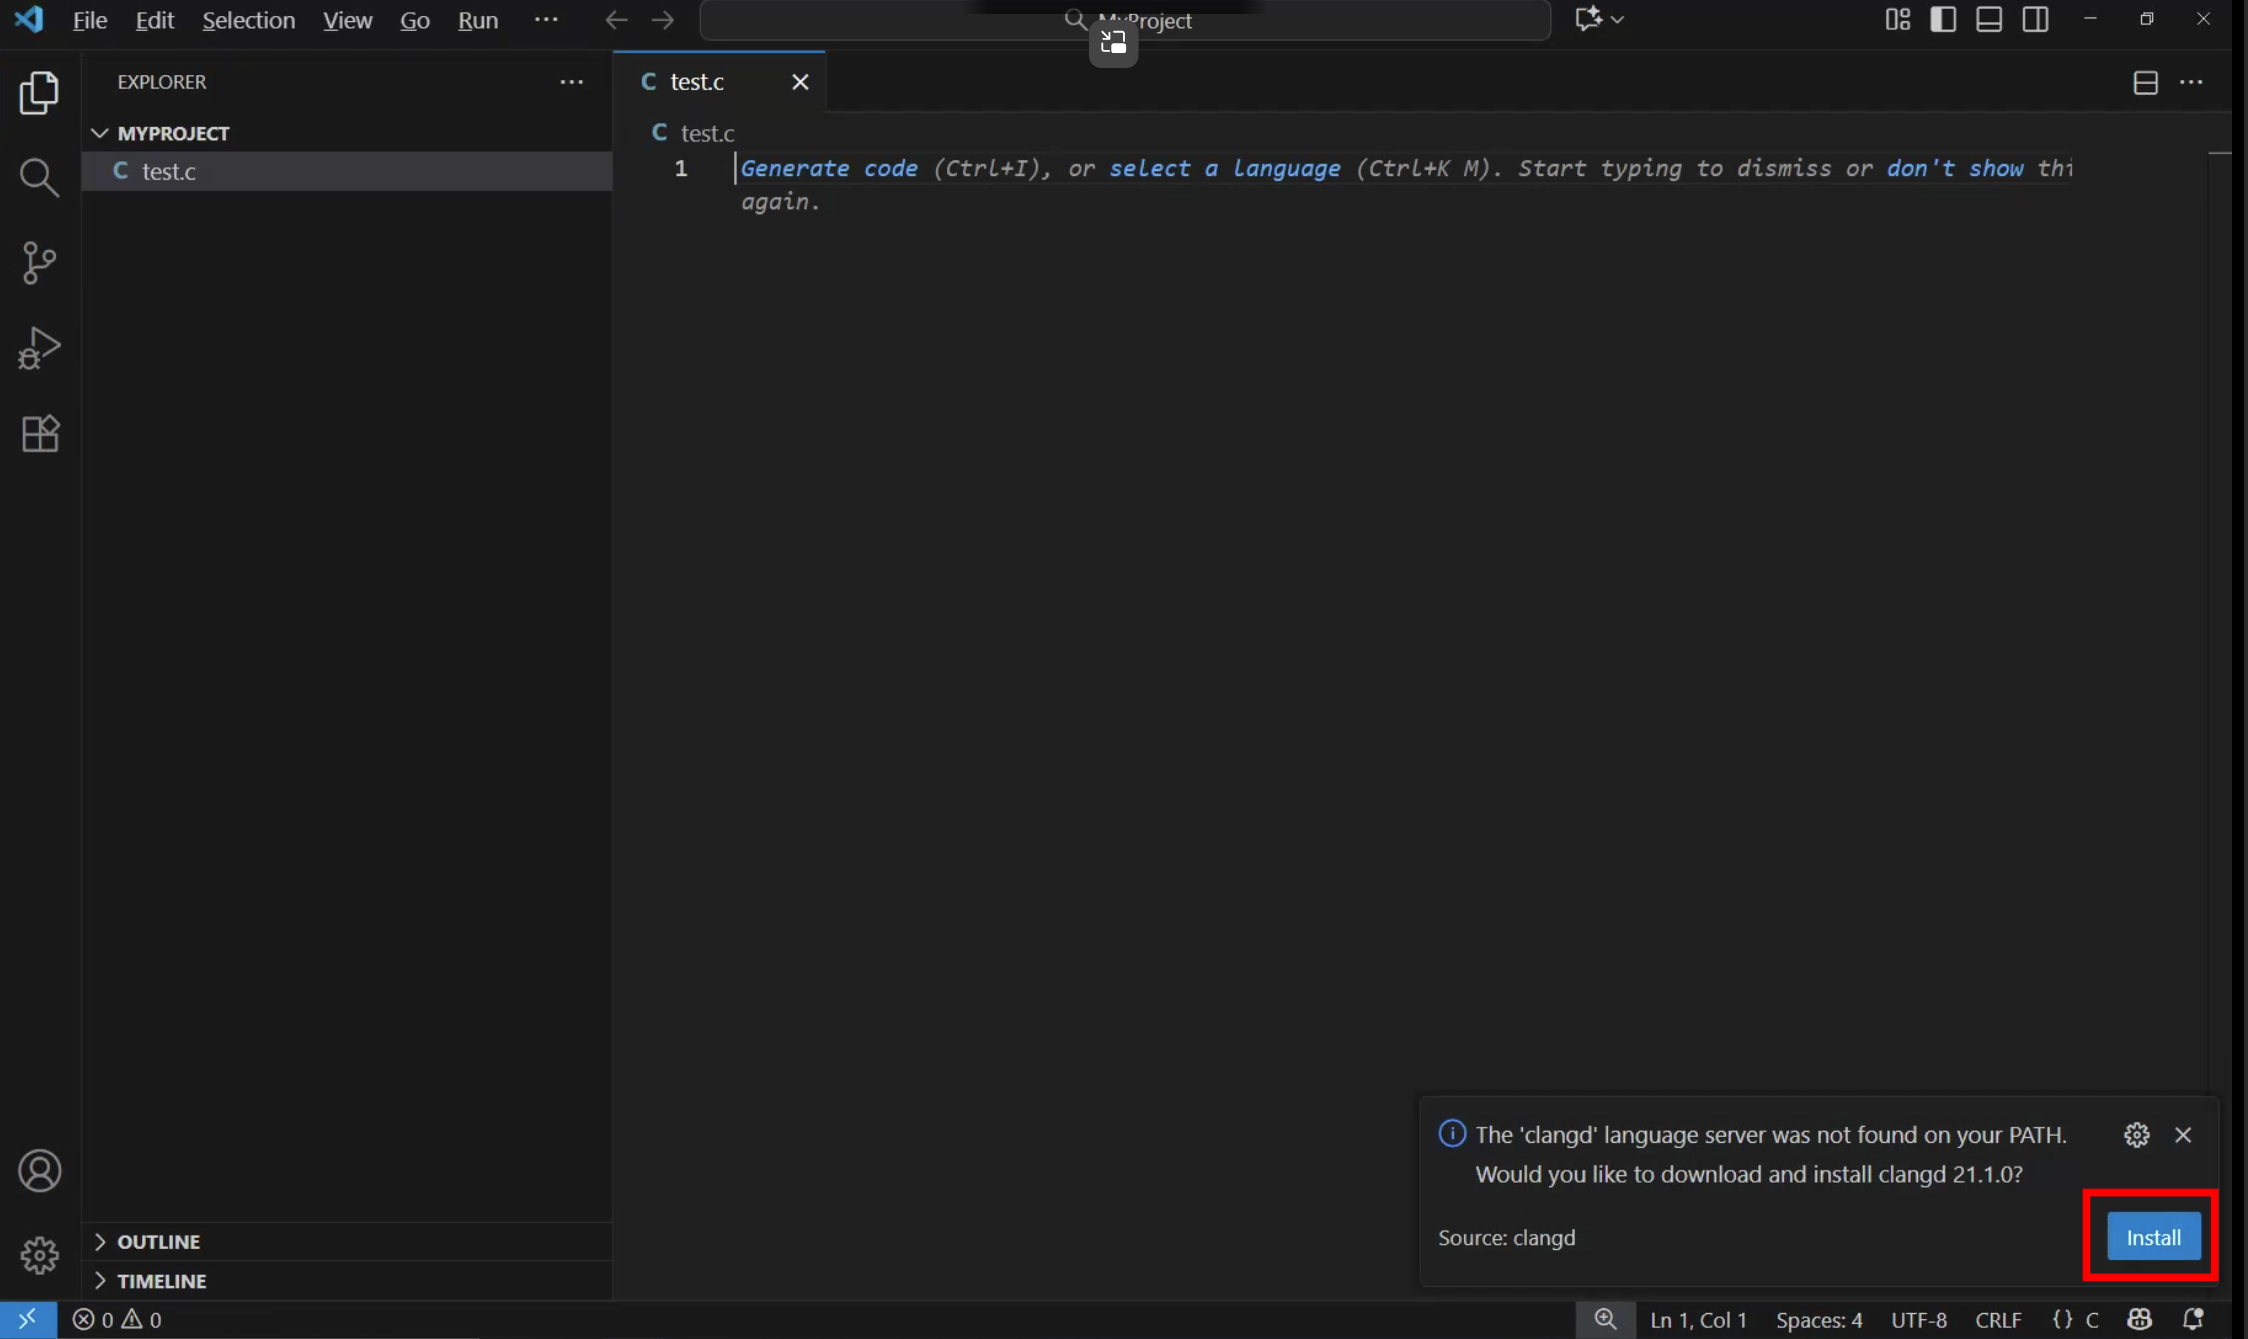 File Edit Selection View Go Run ··· MyProject
EXPLORER ···
C test.c
MYPROJECT
C test.c
C test.c
1 Generate code (Ctrl+I), or select a language (Ctrl+K M). Start typing to dismiss or don't show thi
again.
The 'clangd' language server was not found on your PATH.
Would you like to download and install clangd 21.1.0?
Source: clangd
Install
OUTLINE
TIMELINE
0 0
Ln 1, Col 1 Spaces: 4 UTF-8 CRLF {} C